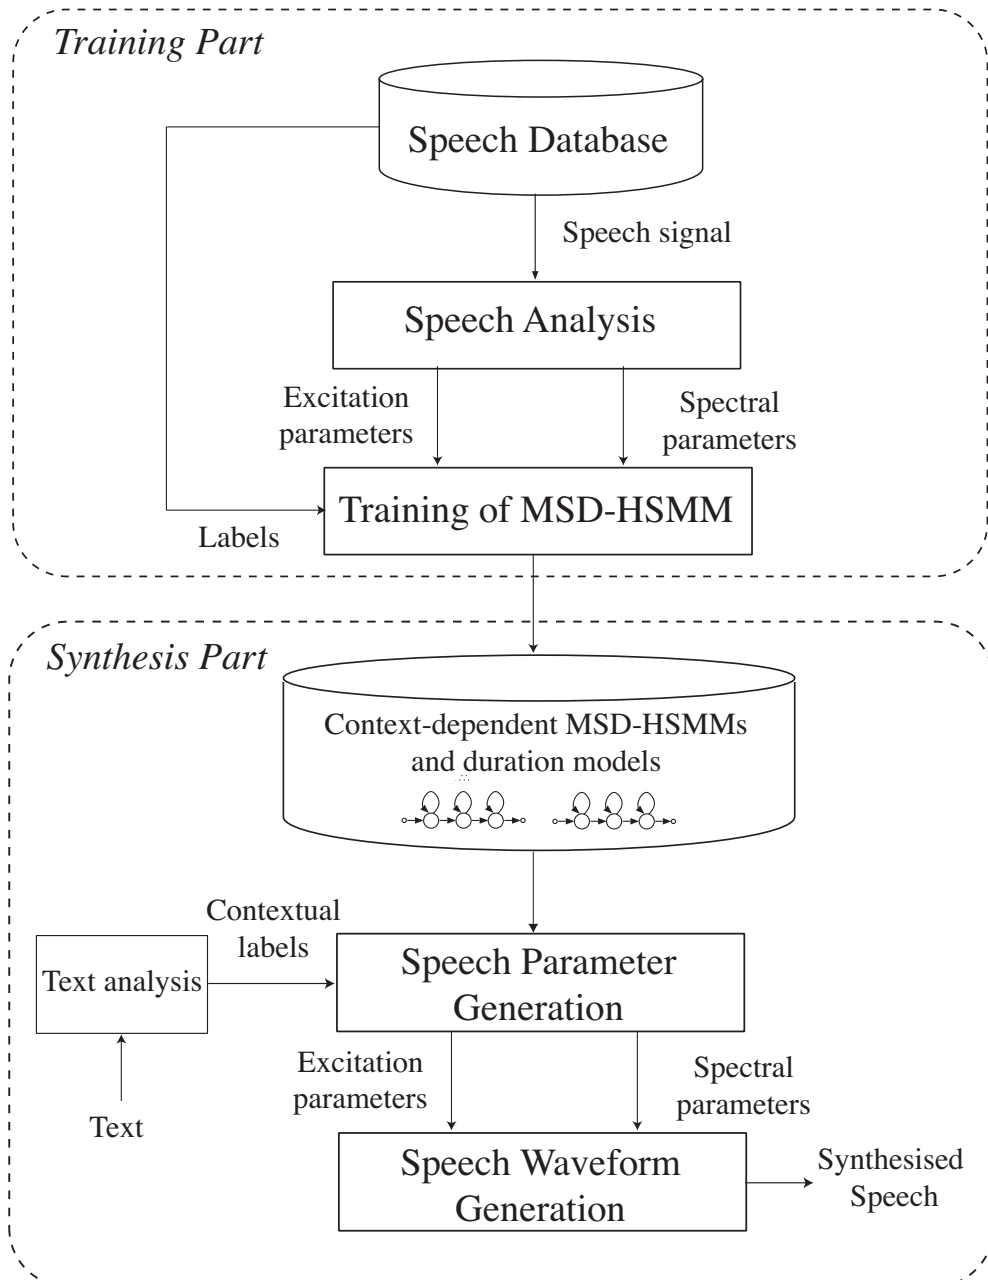 Training Part
Speech Database
Speech signal
Speech Analysis
Excitation
parameters
Spectral
parameters
Training of MSD-HSMM
Labels
Synthesis Part
Context-dependent MSD-HSMMs
and duration models
Contextual
labels
Text analysis
Speech Parameter
Generation
Text
Excitation
parameters
Spectral
parameters
Speech Waveform
Generation
Synthesised
Speech